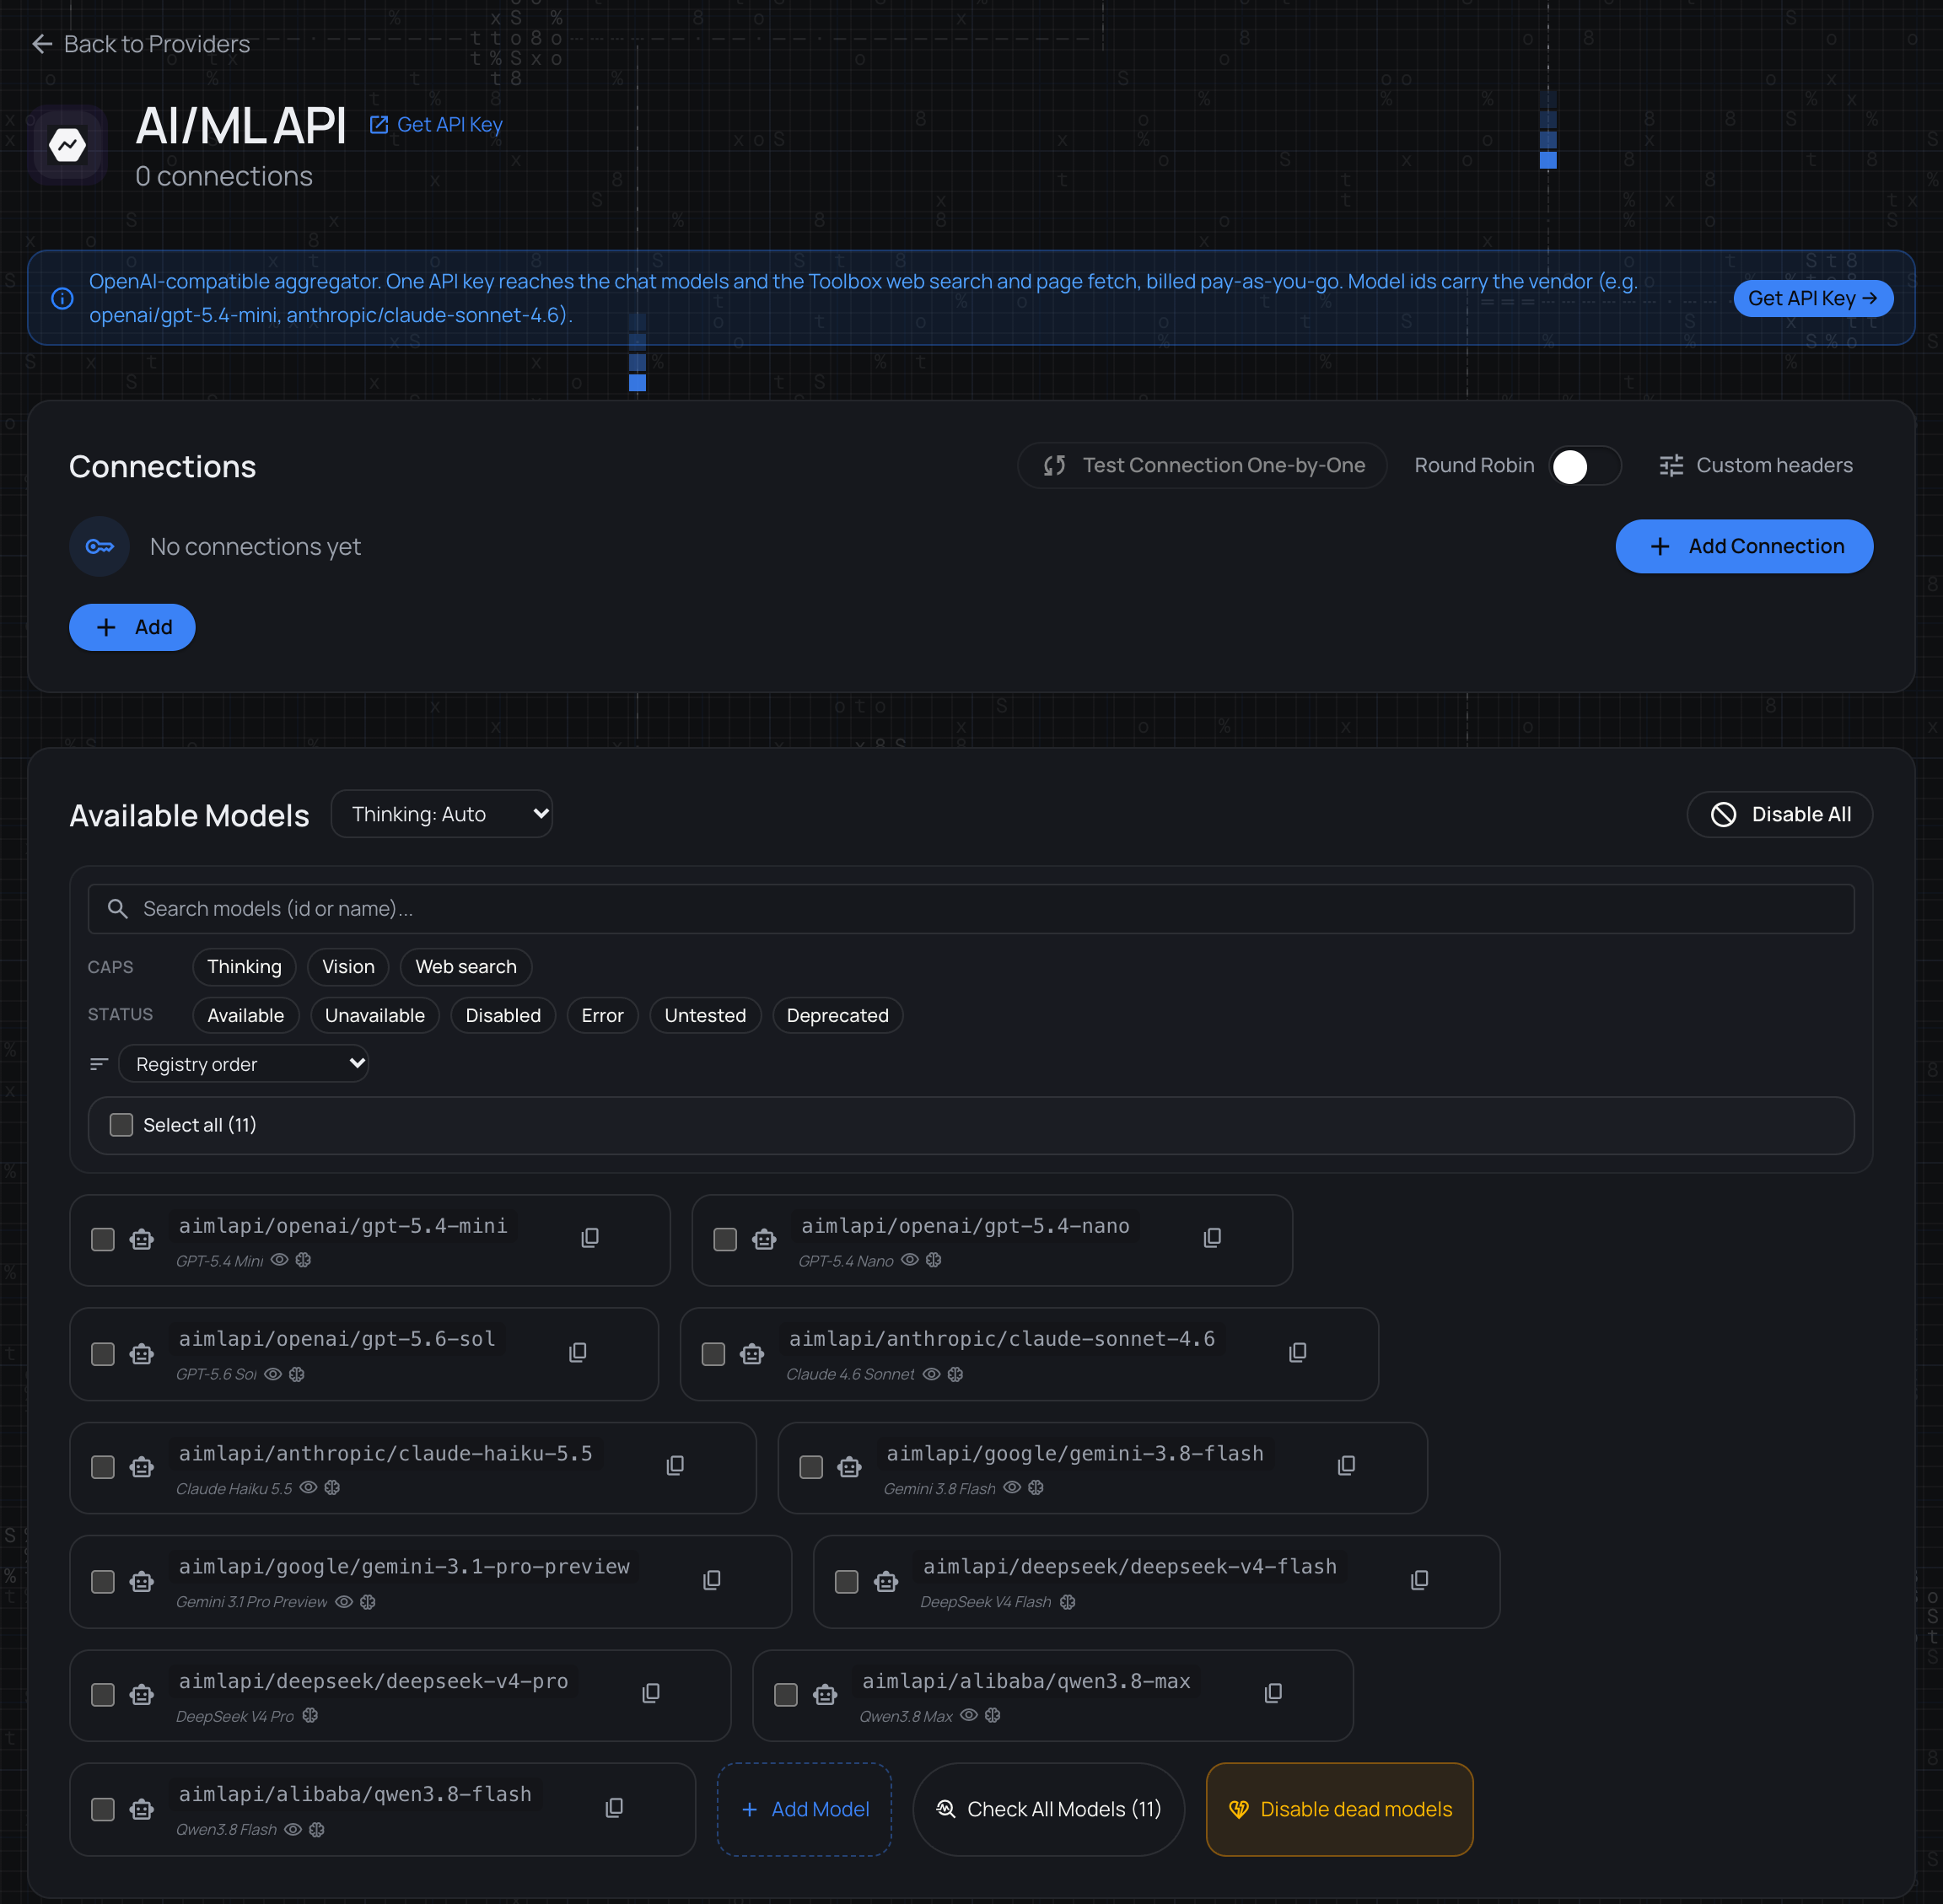 Back to Providers
AI/ML API
Get API Key
0 connections
OpenAI-compatible aggregator. One API key reaches the chat models and the Toolbox web search and page fetch, billed pay-as-you-go. Model ids carry the vendor (e.g.
openai/gpt-5.4-mini, anthropic/claude-sonnet-4.6).
Get API Key →
Connections
Test Connection One-by-One
Round Robin
Custom headers
No connections yet
+ Add Connection
+ Add
Available Models
Thinking: Auto
Disable All
Search models (id or name)...
CAPS Thinking Vision Web search
STATUS Available Unavailable Disabled Error Untested Deprecated
Registry order
Select all (11)
aimlapi/openai/gpt-5.4-mini
GPT-5.4 Mini
aimlapi/openai/gpt-5.4-nano
GPT-5.4 Nano
aimlapi/openai/gpt-5.6-sol
GPT-5.6 Sol
aimlapi/anthropic/claude-sonnet-4.6
Claude 4.6 Sonnet
aimlapi/anthropic/claude-haiku-5.5
Claude Haiku 5.5
aimlapi/google/gemini-3.8-flash
Gemini 3.8 Flash
aimlapi/google/gemini-3.1-pro-preview
Gemini 3.1 Pro Preview
aimlapi/deepseek/deepseek-v4-flash
DeepSeek V4 Flash
aimlapi/deepseek/deepseek-v4-pro
DeepSeek V4 Pro
aimlapi/alibaba/qwen3.8-max
Qwen3.8 Max
aimlapi/alibaba/qwen3.8-flash
Qwen3.8 Flash
+ Add Model
Check All Models (11)
Disable dead models